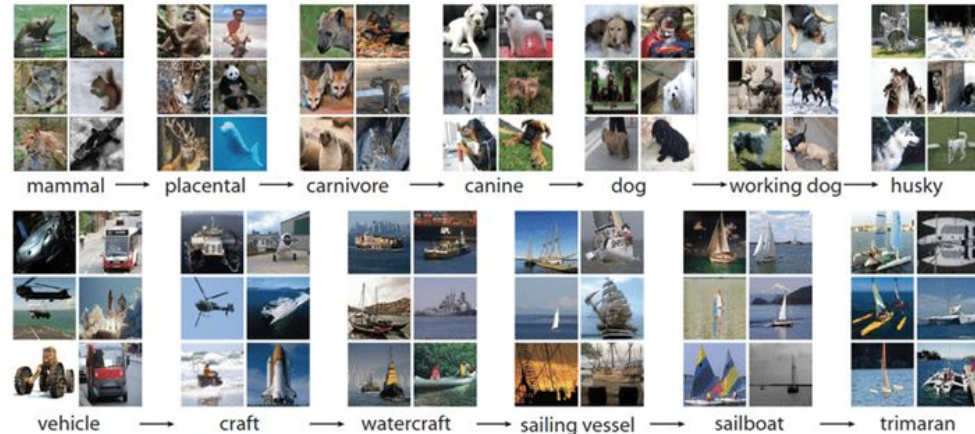 mammal placental carnivore canine dog working dog husky
vehicle craft watercraft sailing vessel sailboat trimaran